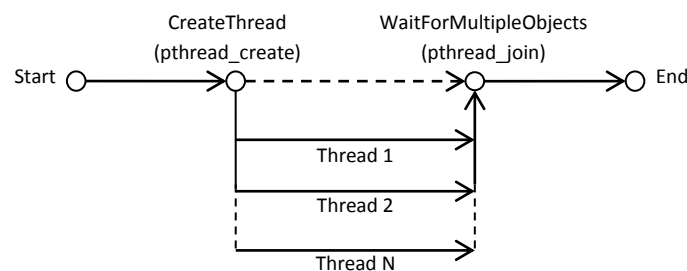 CreateThread WaitForMultipleObjects
(pthread_create) (pthread_join)
Start End
Thread 1
Thread 2
Thread N